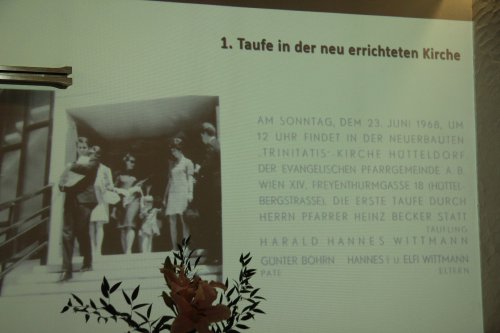 1. Taufe in der neu errichteten Kirche
AM SONNTAG, DEM 23. JUNI 1968, UM
12 UHR FINDET IN DER NEUERBAUTEN
„TRINITATIS"-KIRCHE HÜTTELDORF
DER EVANGELISCHEN PFARRGEMEINDE A. B.
WIEN XIV, FREYENTHURMGASSE 18 (HÜTTEL-
BERGSTRASSE), DIE ERSTE TAUFE DURCH
HERRN PFARRER HEINZ BECKER STATT
TÄUFLING
HARALD HANNES WITTMANN
GÜNTER BÖHRN HANNES I u. ELFI WITTMANN
PATE ELTERN